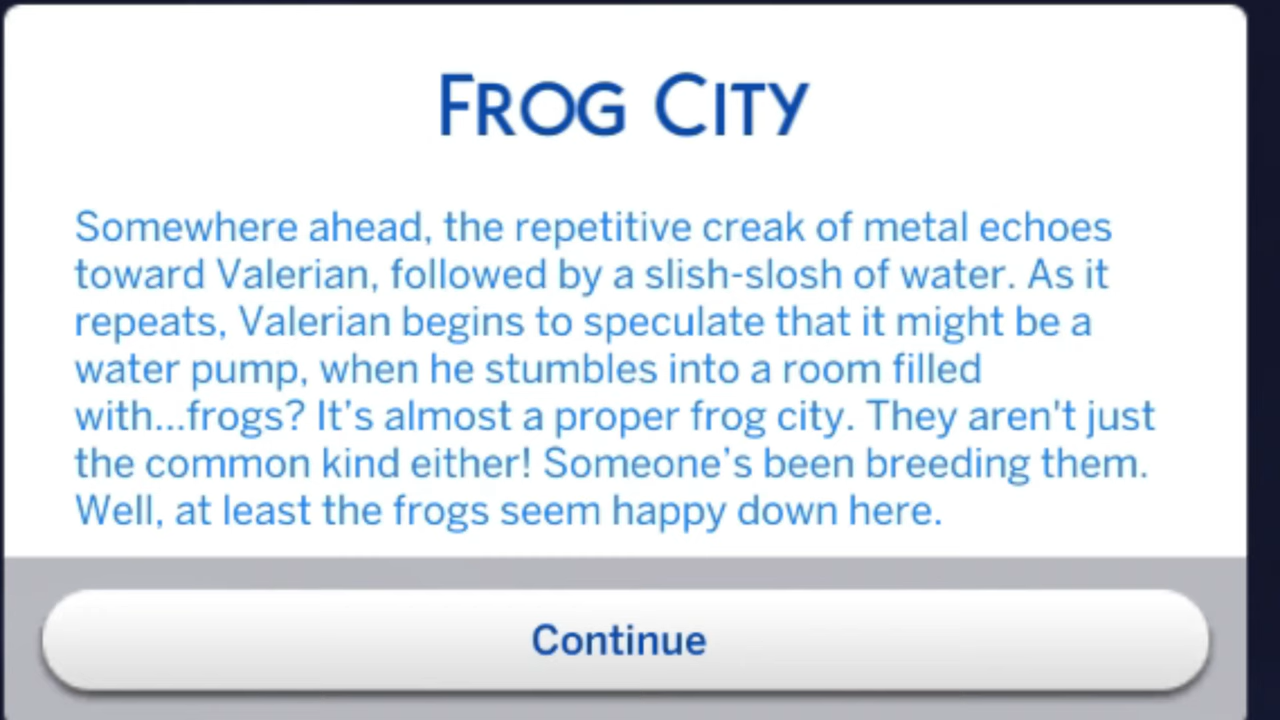 FROG CITY
Somewhere ahead, the repetitive creak of metal echoes
toward Valerian, followed by a slish-slosh of water. As it
repeats, Valerian begins to speculate that it might be a
water pump, when he stumbles into a room filled
with...frogs? It's almost a proper frog city. They aren't just
the common kind either! Someone's been breeding them.
Well, at least the frogs seem happy down here.
Continue